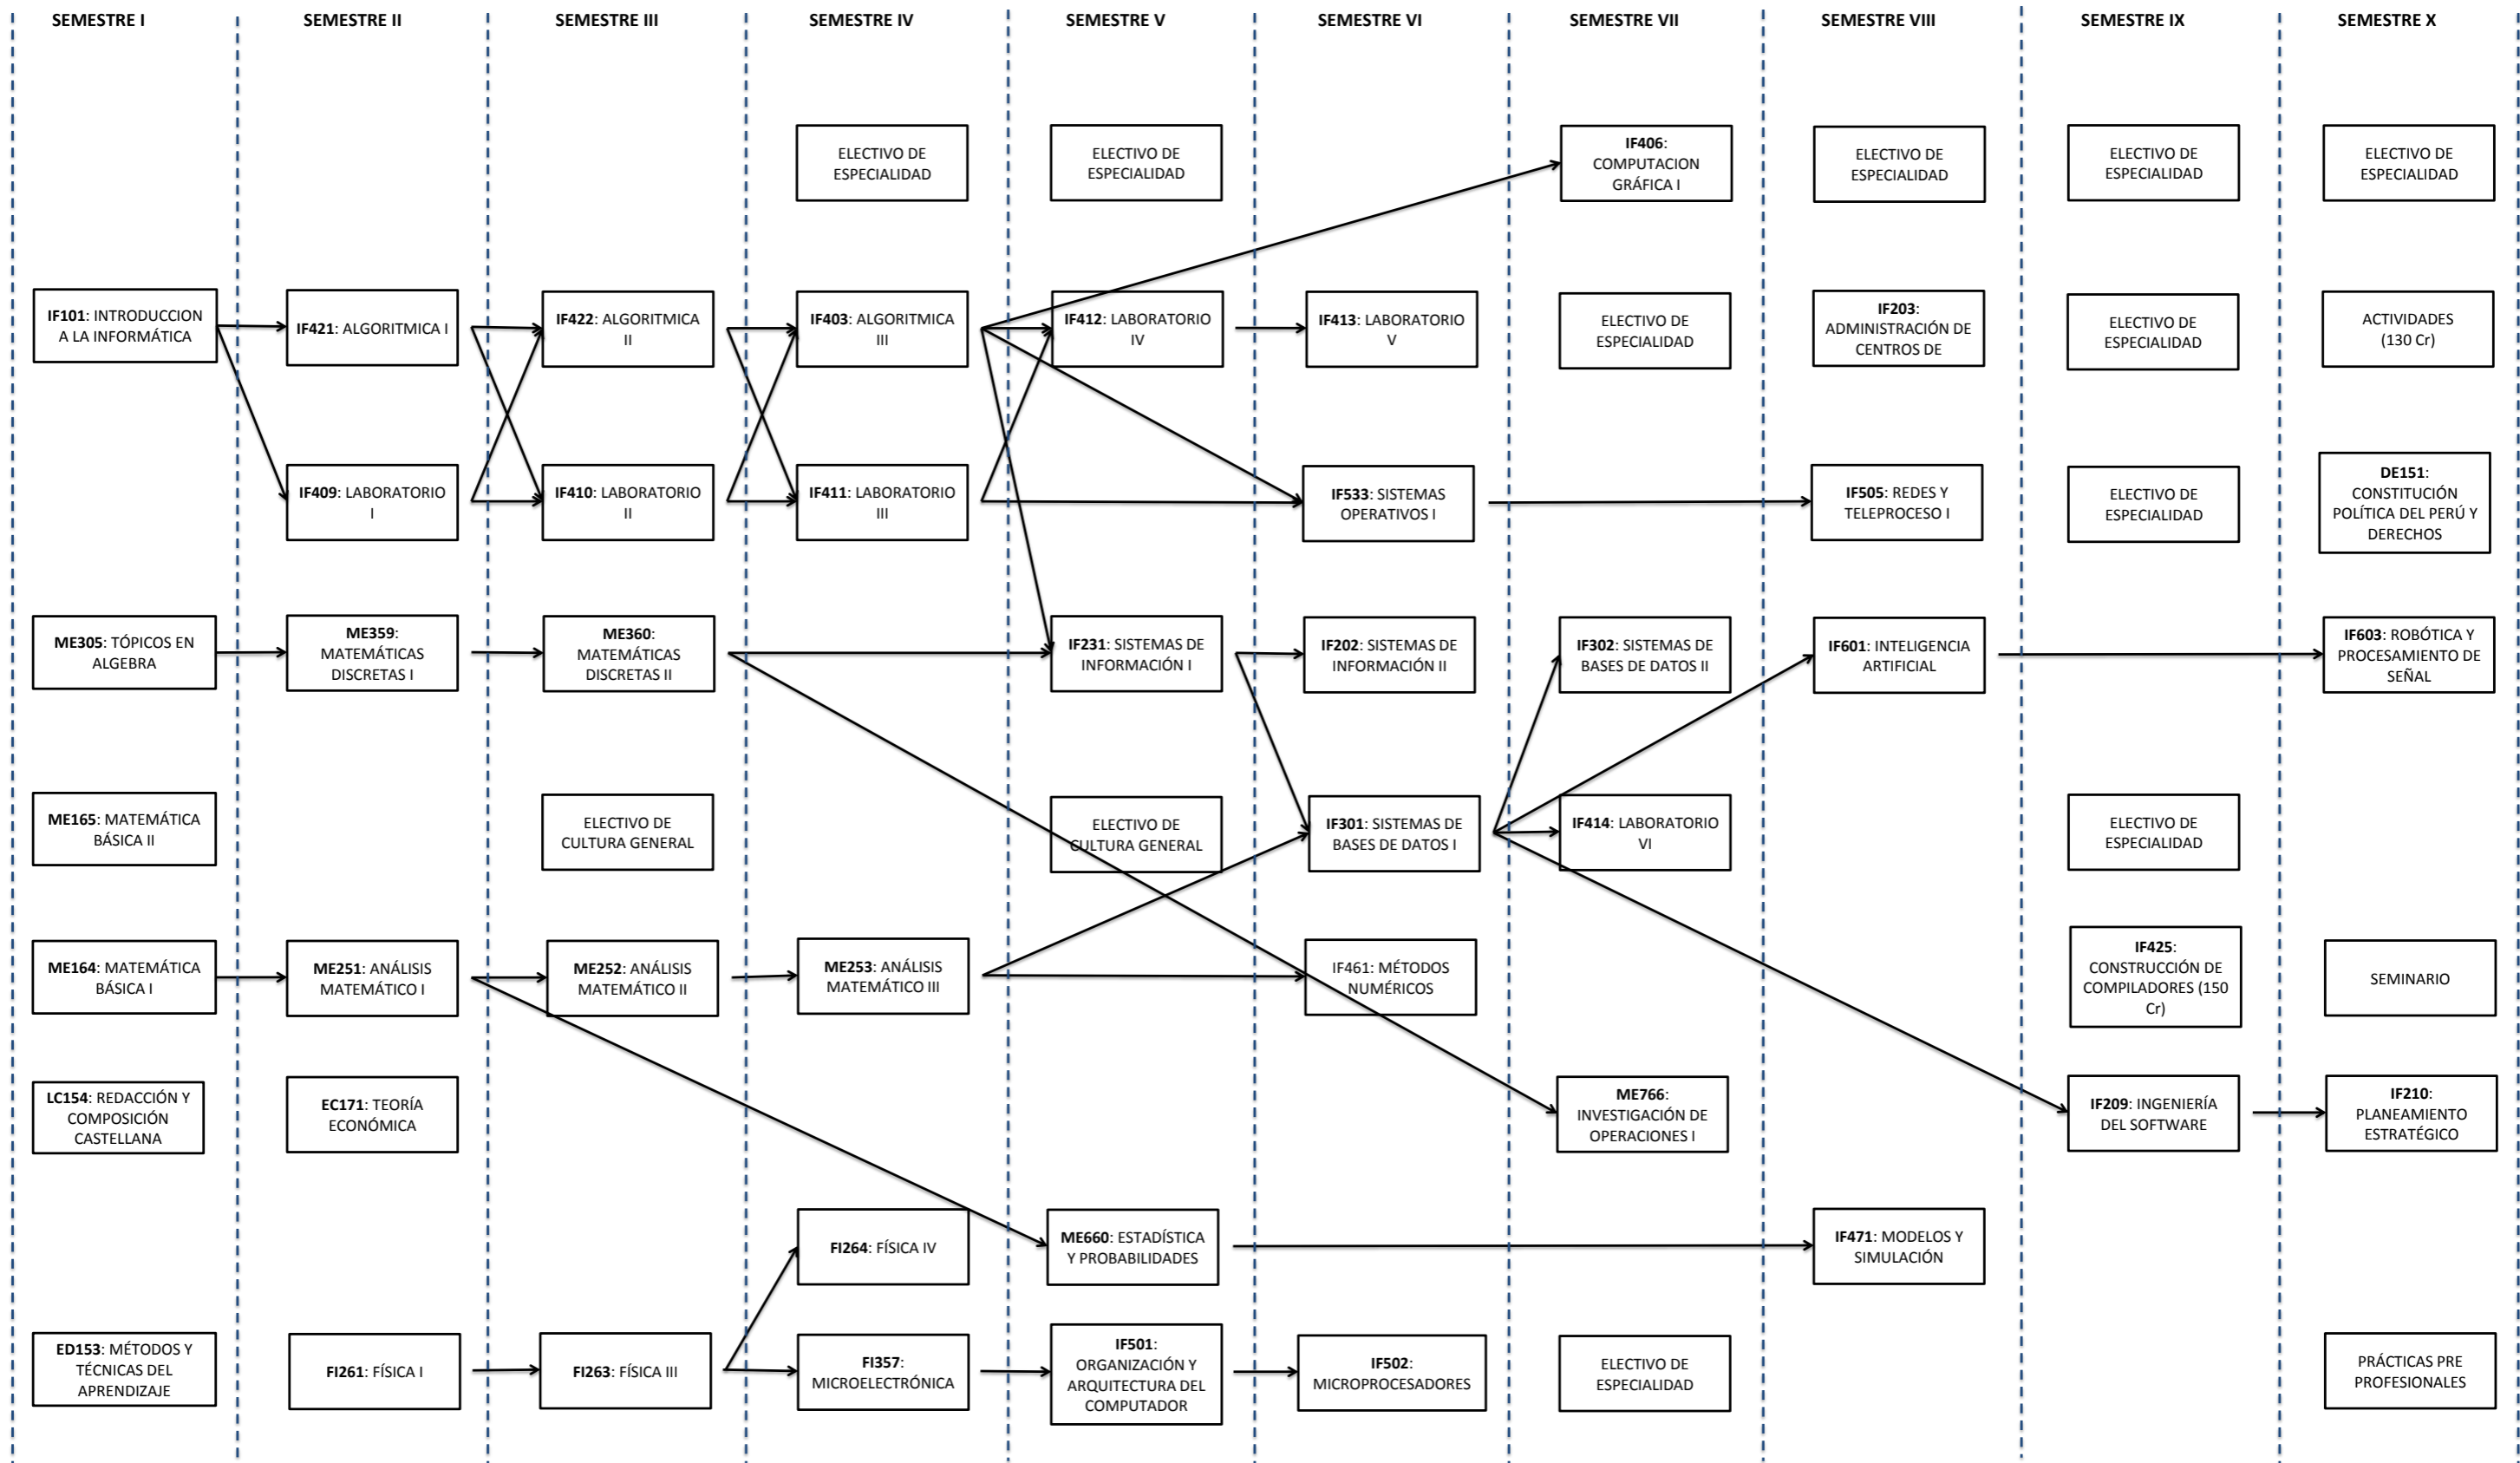 SEMESTRE I
SEMESTRE II
SEMESTRE III
SEMESTRE IV
SEMESTRE V
SEMESTRE VI
SEMESTRE VII
SEMESTRE VIII
SEMESTRE IX
SEMESTRE X
ELECTIVO DE
ESPECIALIDAD
ELECTIVO DE
ESPECIALIDAD
IF406:
COMPUTACION
GRÁFICA I
ELECTIVO DE
ESPECIALIDAD
ELECTIVO DE
ESPECIALIDAD
ELECTIVO DE
ESPECIALIDAD
IF101: INTRODUCCION
A LA INFORMÁTICA
IF421: ALGORITMICA I
IF422: ALGORITMICA
II
IF403: ALGORITMICA
III
IF412: LABORATORIO
IV
IF413: LABORATORIO
V
ELECTIVO DE
ESPECIALIDAD
IF203:
ADMINISTRACIÓN DE
CENTROS DE
ELECTIVO DE
ESPECIALIDAD
ACTIVIDADES
(130 Cr)
IF409: LABORATORIO
I
IF410: LABORATORIO
II
IF411: LABORATORIO
III
IF533: SISTEMAS
OPERATIVOS I
IF505: REDES Y
TELEPROCESO I
ELECTIVO DE
ESPECIALIDAD
DE151:
CONSTITUCIÓN
POLÍTICA DEL PERÚ Y
DERECHOS
ME305: TÓPICOS EN
ALGEBRA
ME359:
MATEMÁTICAS
DISCRETAS I
ME360:
MATEMÁTICAS
DISCRETAS II
IF231: SISTEMAS DE
INFORMACIÓN I
IF202: SISTEMAS DE
INFORMACIÓN II
IF302: SISTEMAS DE
BASES DE DATOS II
IF601: INTELIGENCIA
ARTIFICIAL
IF603: ROBÓTICA Y
PROCESAMIENTO DE
SEÑAL
ME165: MATEMÁTICA
BÁSICA II
ELECTIVO DE
CULTURA GENERAL
ELECTIVO DE
CULTURA GENERAL
IF301: SISTEMAS DE
BASES DE DATOS I
IF414: LABORATORIO
VI
ELECTIVO DE
ESPECIALIDAD
ME164: MATEMÁTICA
BÁSICA I
ME251: ANÁLISIS
MATEMÁTICO I
ME252: ANÁLISIS
MATEMÁTICO II
ME253: ANÁLISIS
MATEMÁTICO III
IF461: MÉTODOS
NUMÉRICOS
IF425:
CONSTRUCCIÓN DE
COMPILADORES (150
Cr)
SEMINARIO
LC154: REDACCIÓN Y
COMPOSICIÓN
CASTELLANA
EC171: TEORÍA
ECONÓMICA
ME766:
INVESTIGACIÓN DE
OPERACIONES I
IF209: INGENIERÍA
DEL SOFTWARE
IF210:
PLANEAMIENTO
ESTRATÉGICO
FI264: FÍSICA IV
ME660: ESTADÍSTICA
Y PROBABILIDADES
IF471: MODELOS Y
SIMULACIÓN
ED153: MÉTODOS Y
TÉCNICAS DEL
APRENDIZAJE
FI261: FÍSICA I
FI263: FÍSICA III
FI357:
MICROELECTRÓNICA
IF501:
ORGANIZACIÓN Y
ARQUITECTURA DEL
COMPUTADOR
IF502:
MICROPROCESADORES
ELECTIVO DE
ESPECIALIDAD
PRÁCTICAS PRE
PROFESIONALES